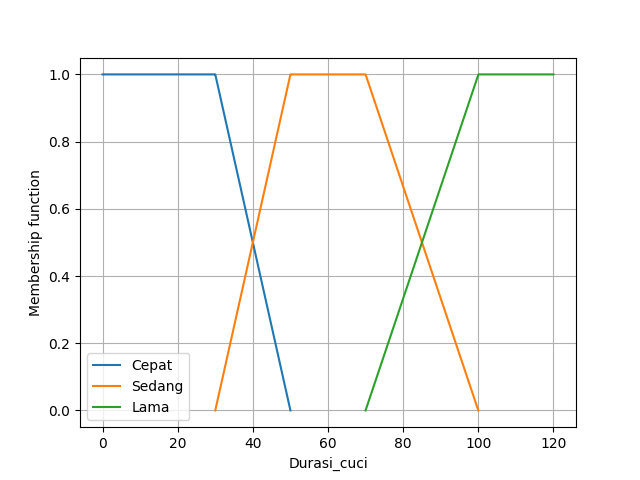 Membership function
1.0
0.8
0.6
0.4
0.2
0.0
Cepat
Sedang
Lama
0 20 40 60 80 100 120
Durasi_cuci